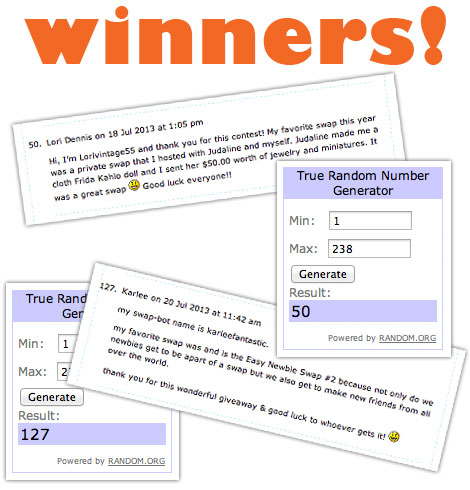 winners!
50. Lori Dennis on 18 Jul 2013 at 1:05 pm
Hi, I'm Lorivintage55 and thank you for this contest! My favorite swap this year
was a private swap that I hosted with Judaline and myself. Judaline made me a
cloth Frida Kahlo doll and I sent her $50.00 worth of jewelry and miniatures. It
was a great swap Good luck everyone!!
True Random Number
Generator
Min: 1
Max: 238
Generate
Result:
50
Powered by RANDOM.ORG
127. Karlee on 20 Jul 2013 at 11:42 am
my swap-bot name is karleefantastic.
my favorite swap was and is the Easy Newbie Swap #2 because not only do we
newbies get to be apart of a swap but we also get to make new friends from all
over the world.
thank you for this wonderful giveaway & good luck to whoever gets it!
True Rand
Gen
Min: 1
Max: 2
Generate
Result:
127
Powered by RANDOM.ORG